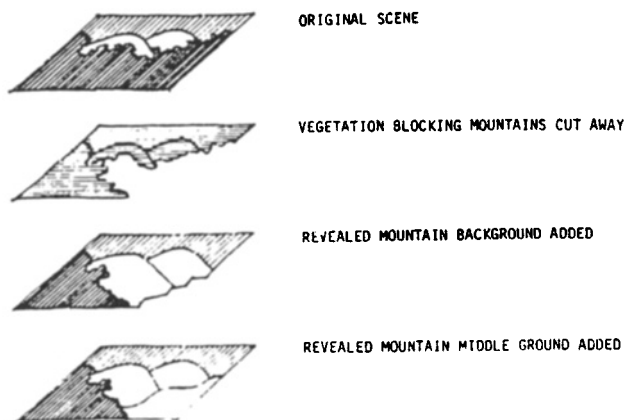 ORIGINAL SCENE
VEGETATION BLOCKING MOUNTAINS CUT AWAY
REVEALED MOUNTAIN BACKGROUND ADDED
REVEALED MOUNTAIN MIDDLE GROUND ADDED